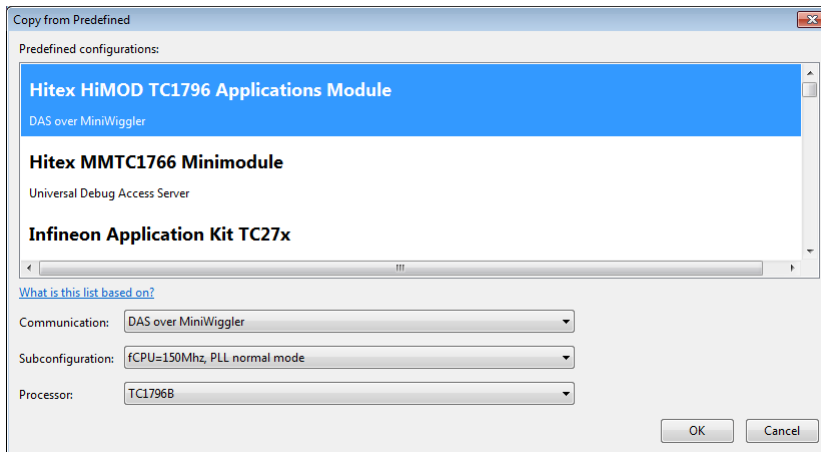 Copy from Predefined
Predefined configurations:
Hitex HiMOD TC1796 Applications Module
DAS over MiniWiggler
Hitex MMTC1766 Minimodule
Universal Debug Access Server
Infineon Application Kit TC27x
What is this list based on?
Communication: DAS over MiniWiggler
Subconfiguration: fCPU=150Mhz, PLL normal mode
Processor: TC1796B
OK Cancel